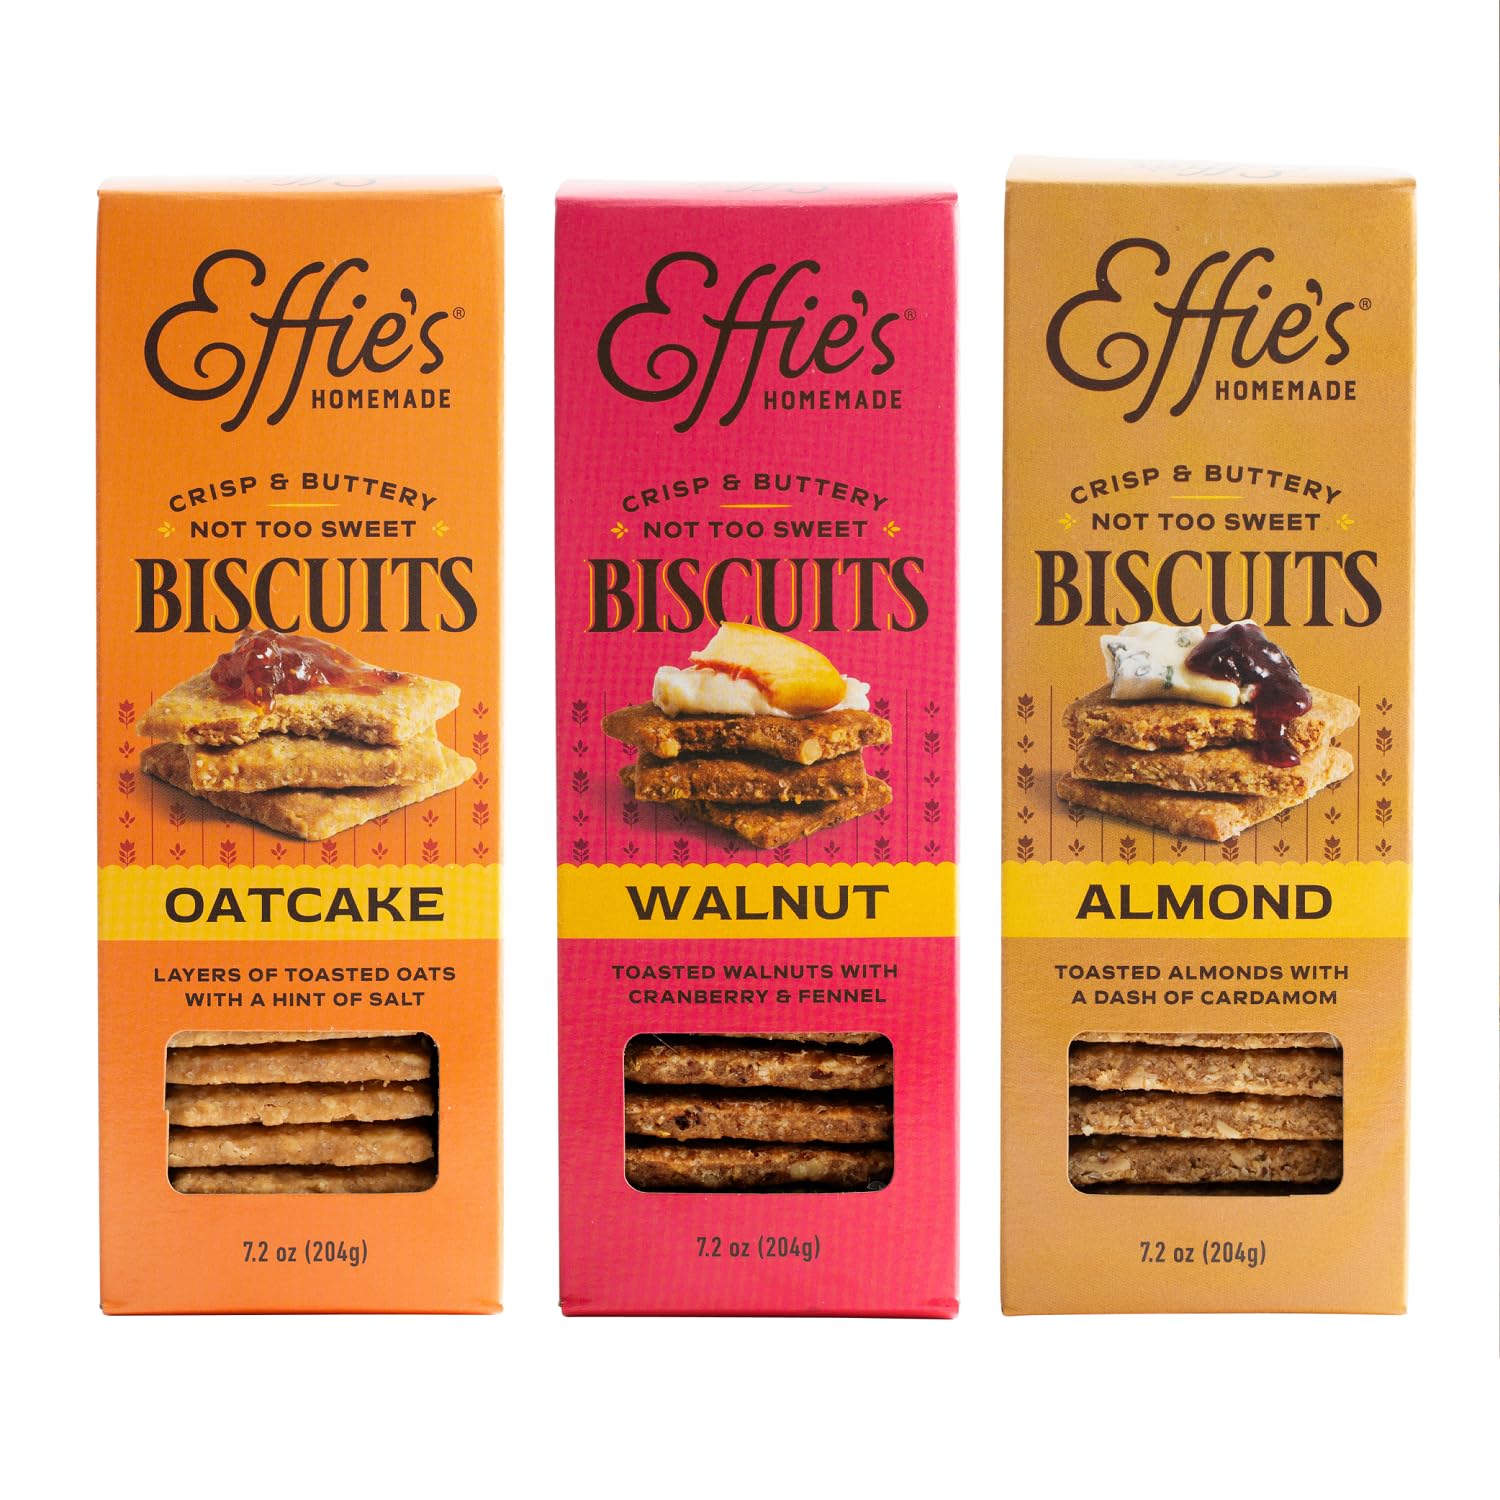 Effie's®
HOMEMADE
CRISP & BUTTERY
NOT TOO SWEET
BISCUITS
OATCAKE
LAYERS OF TOASTED OATS
WITH A HINT OF SALT
7.2 oz (204g)
Effie's®
HOMEMADE
CRISP & BUTTERY
NOT TOO SWEET
BISCUITS
WALNUT
TOASTED WALNUTS WITH
CRANBERRY & FENNEL
7.2 oz (204g)
Effie's®
HOMEMADE
CRISP & BUTTERY
NOT TOO SWEET
BISCUITS
ALMOND
TOASTED ALMONDS WITH
A DASH OF CARDAMOM
7.2 oz (204g)